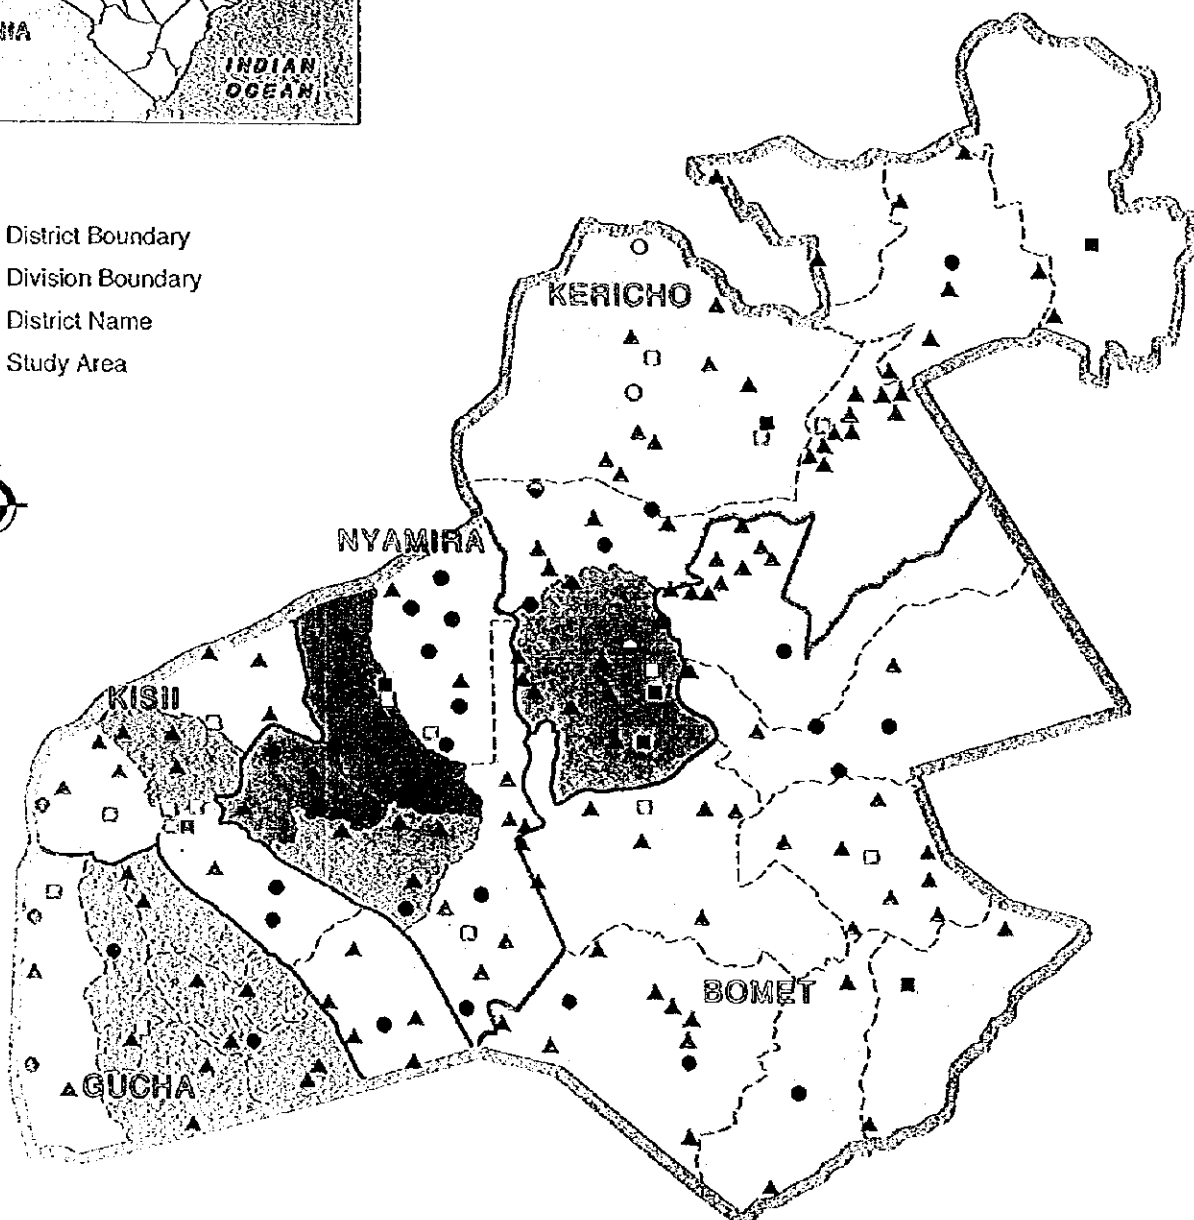 INDIAN
OCEAN
District Boundary
Division Boundary
District Name
Study Area
KERICHO
NYAMIRA
KISII
BOMET
GUCHA